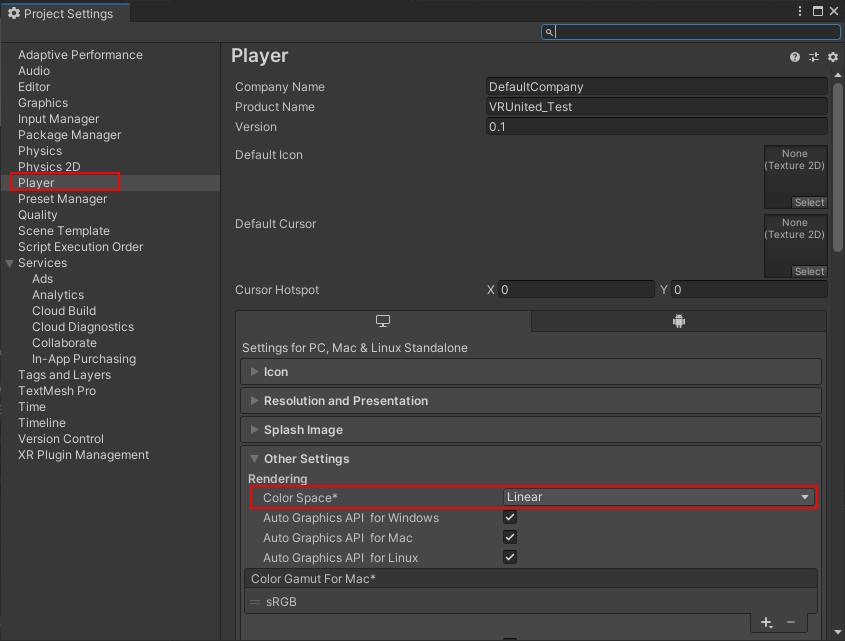 Project Settings
Adaptive Performance
Audio
Editor
Graphics
Input Manager
Package Manager
Physics
Physics 2D
Player
Preset Manager
Quality
Scene Template
Script Execution Order
Services
Ads
Analytics
Cloud Build
Cloud Diagnostics
Collaborate
In-App Purchasing
Tags and Layers
TextMesh Pro
Time
Timeline
Version Control
XR Plugin Management
Player
Company Name DefaultCompany
Product Name VRUnited_Test
Version 0.1
Default Icon
None
(Texture 2D)
Select
Default Cursor
None
(Texture 2D)
Select
Cursor Hotspot X 0 Y 0
Settings for PC, Mac & Linux Standalone
Icon
Resolution and Presentation
Splash Image
Other Settings
Rendering
Color Space* Linear
Auto Graphics API for Windows
Auto Graphics API for Mac
Auto Graphics API for Linux
Color Gamut For Mac*
sRGB